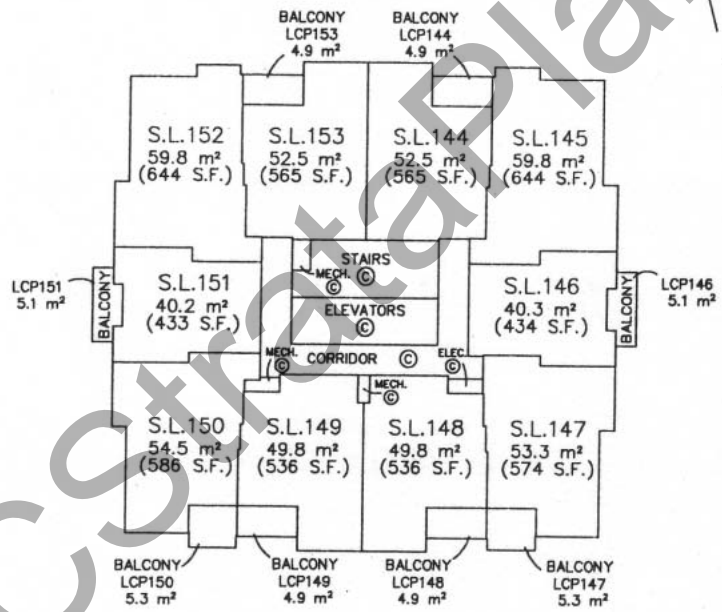 BALCONY
LCP153
4.9 m²
BALCONY
LCP144
4.9 m²
S.L.152
59.8 m²
(644 S.F.)
S.L.153
52.5 m²
(565 S.F.)
S.L.144
52.5 m²
(565 S.F.)
S.L.145
59.8 m²
(644 S.F.)
LCP151
5.1 m²
BALCONY
S.L.151
40.2 m²
(433 S.F.)
STAIRS
MECH. Ⓒ
Ⓒ
ELEVATORS
Ⓒ
S.L.146
40.3 m²
(434 S.F.)
BALCONY
LCP146
5.1 m²
MECH.
Ⓒ
CORRIDOR Ⓒ
ELEC.
Ⓒ
MECH.
Ⓒ
S.L.150
54.5 m²
(586 S.F.)
S.L.149
49.8 m²
(536 S.F.)
S.L.148
49.8 m²
(536 S.F.)
S.L.147
53.3 m²
(574 S.F.)
BALCONY
LCP150
5.3 m²
BALCONY
LCP149
4.9 m²
BALCONY
LCP148
4.9 m²
BALCONY
LCP147
5.3 m²
CStrataPla